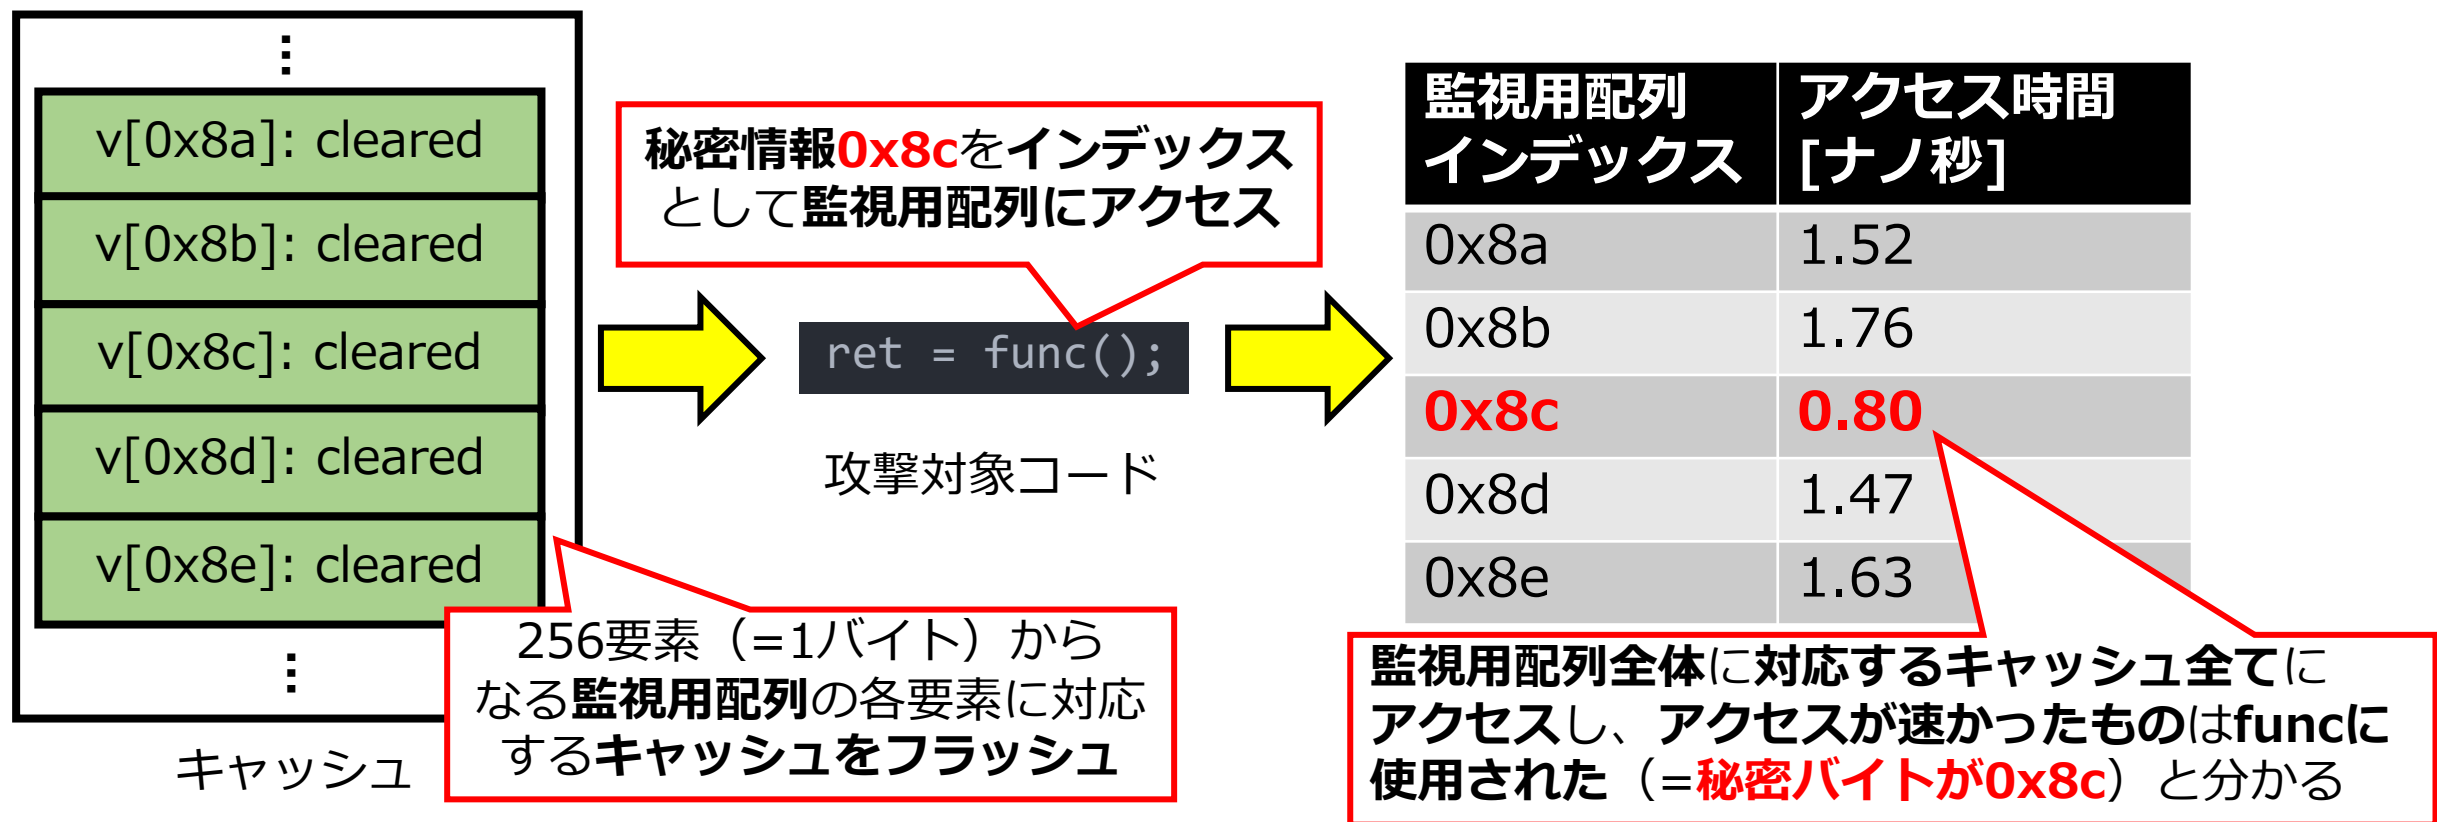 ⋮
v[0x8a]: cleared
v[0x8b]: cleared
v[0x8c]: cleared
v[0x8d]: cleared
v[0x8e]: cleared
⋮
キャッシュ
256要素（=1バイト）から
なる監視用配列の各要素に対応
するキャッシュをフラッシュ
秘密情報0x8cをインデックス
として監視用配列にアクセス
ret = func();
攻撃対象コード
監視用配列 アクセス時間
インデックス [ナノ秒]
0x8a 1.52
0x8b 1.76
0x8c 0.80
0x8d 1.47
0x8e 1.63
監視用配列全体に対応するキャッシュ全てに
アクセスし、アクセスが速かったものはfuncに
使用された（=秘密バイトが0x8c）と分かる